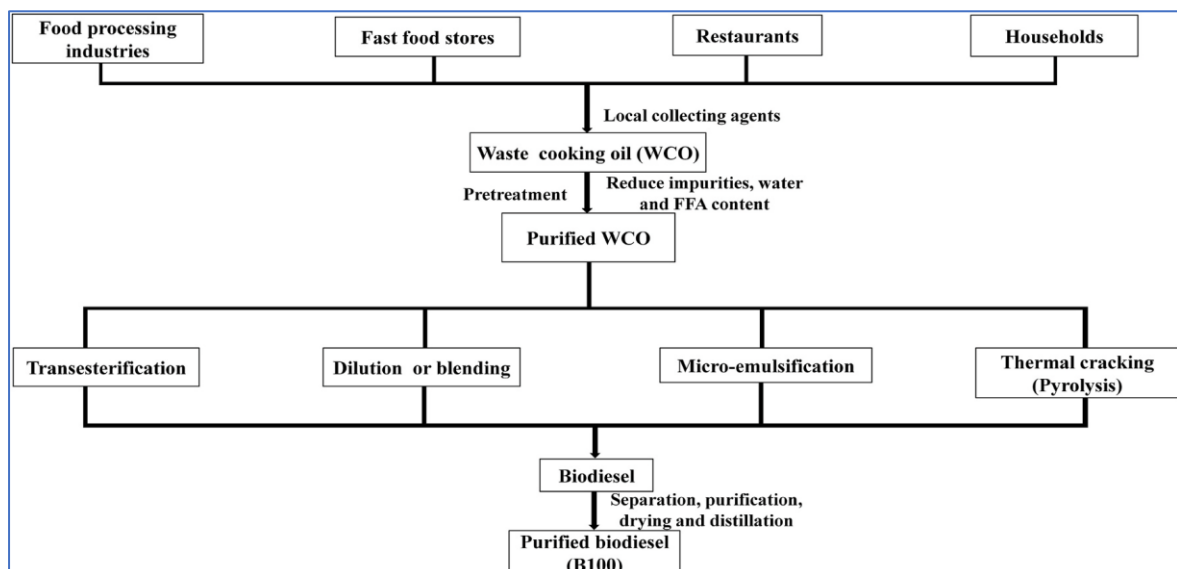 Food processing
industries
Fast food stores
Restaurants
Households
Local collecting agents
Waste cooking oil (WCO)
Pretreatment
Reduce impurities, water
and FFA content
Purified WCO
Transesterification
Dilution or blending
Micro-emulsification
Thermal cracking
(Pyrolysis)
Biodiesel
Separation, purification,
drying and distillation
Purified biodiesel
(B100)